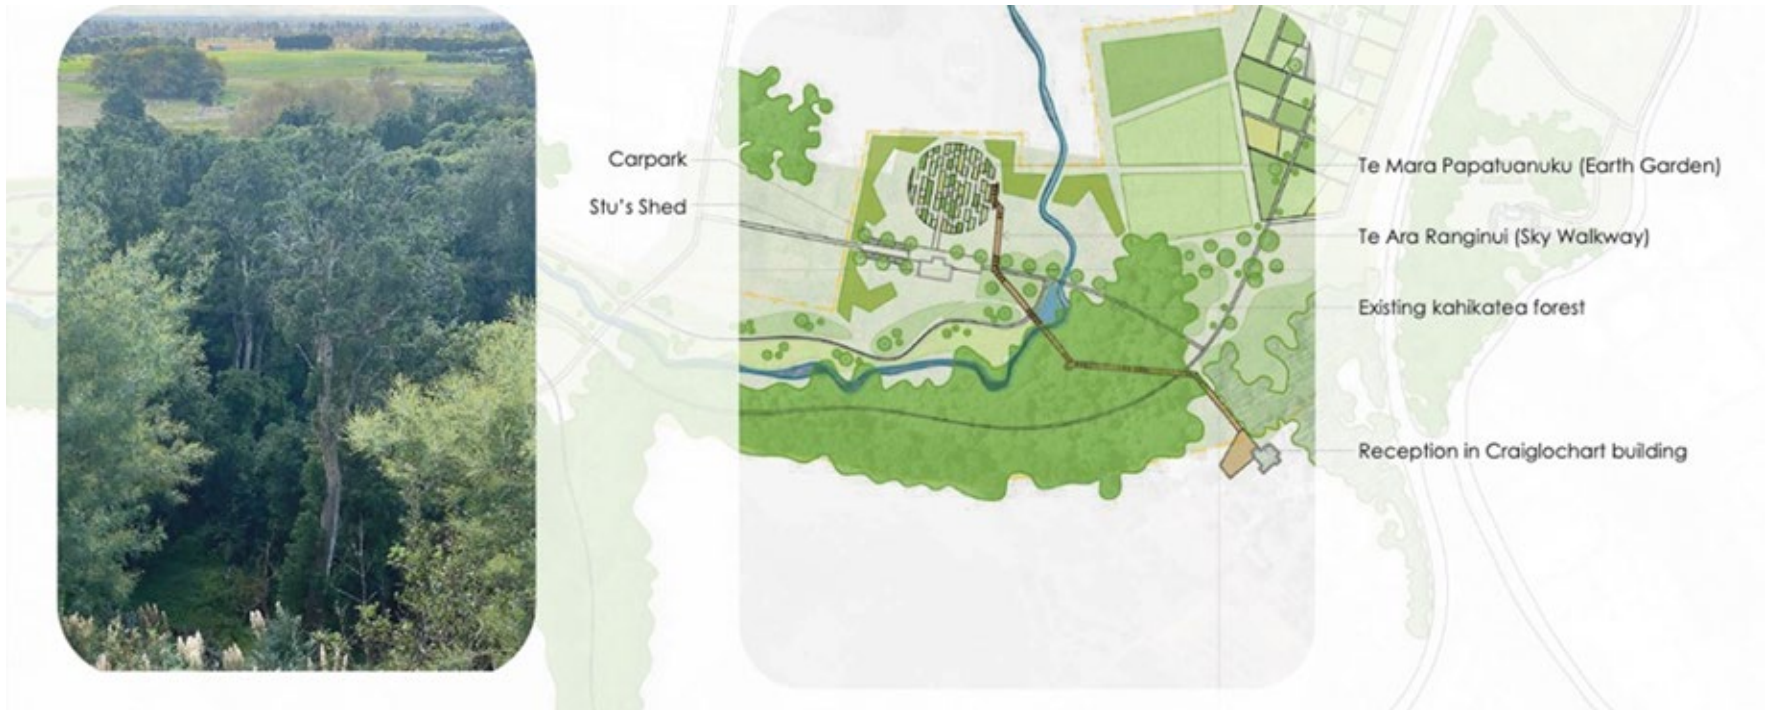 Carpark
Stu's Shed
Te Mara Papatuanuku (Earth Garden)
Te Ara Ranginui (Sky Walkway)
Existing kahikatea forest
Reception in Craiglochart building